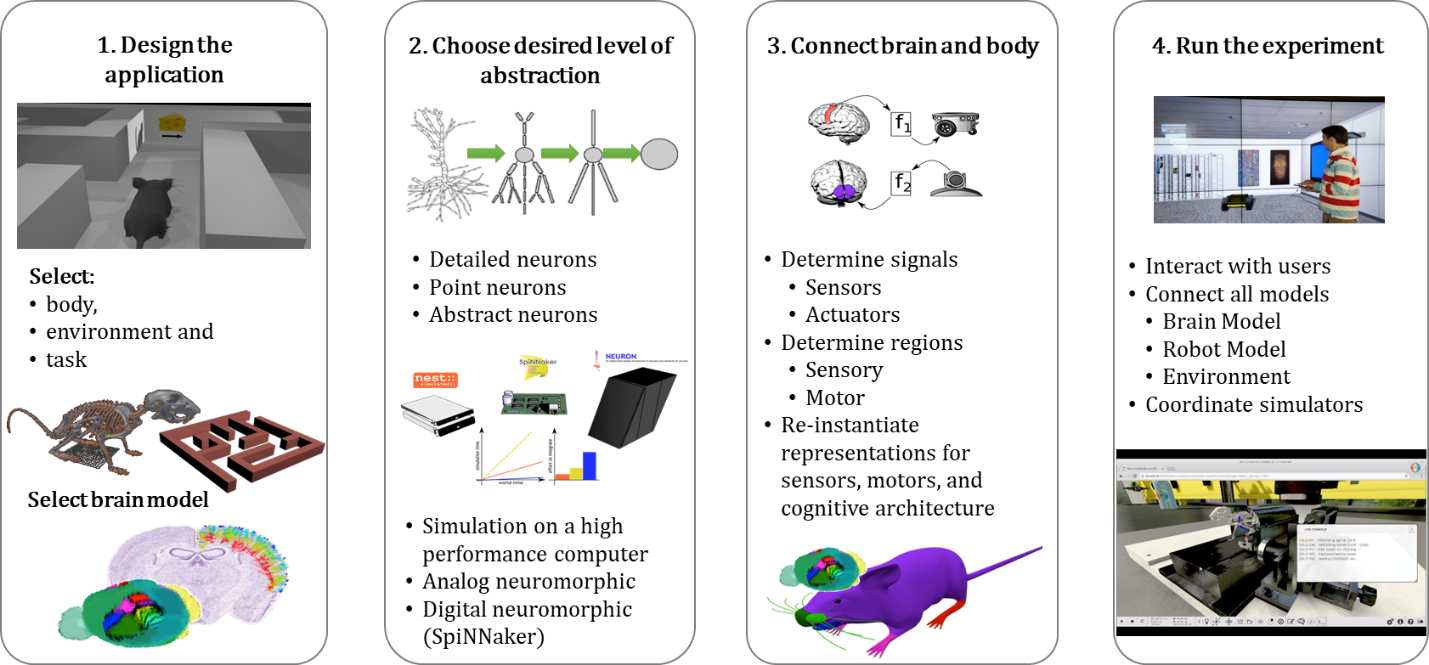 1. Design the
application
Select:
• body,
• environment and
• task
Select brain model
2. Choose desired level of
abstraction
• Detailed neurons
• Point neurons
• Abstract neurons
nest::
simulated()
SpiNNaker
NEURON
simulation time
world time
effort to integrate
• Simulation on a high
performance computer
• Analog neuromorphic
• Digital neuromorphic
(SpiNNaker)
3. Connect brain and body
f1
f2
• Determine signals
• Sensors
• Actuators
• Determine regions
• Sensory
• Motor
• Re-instantiate
representations for
sensors, motors, and
cognitive architecture
4. Run the experiment
• Interact with users
• Connect all models
• Brain Model
• Robot Model
• Environment
• Coordinate simulators